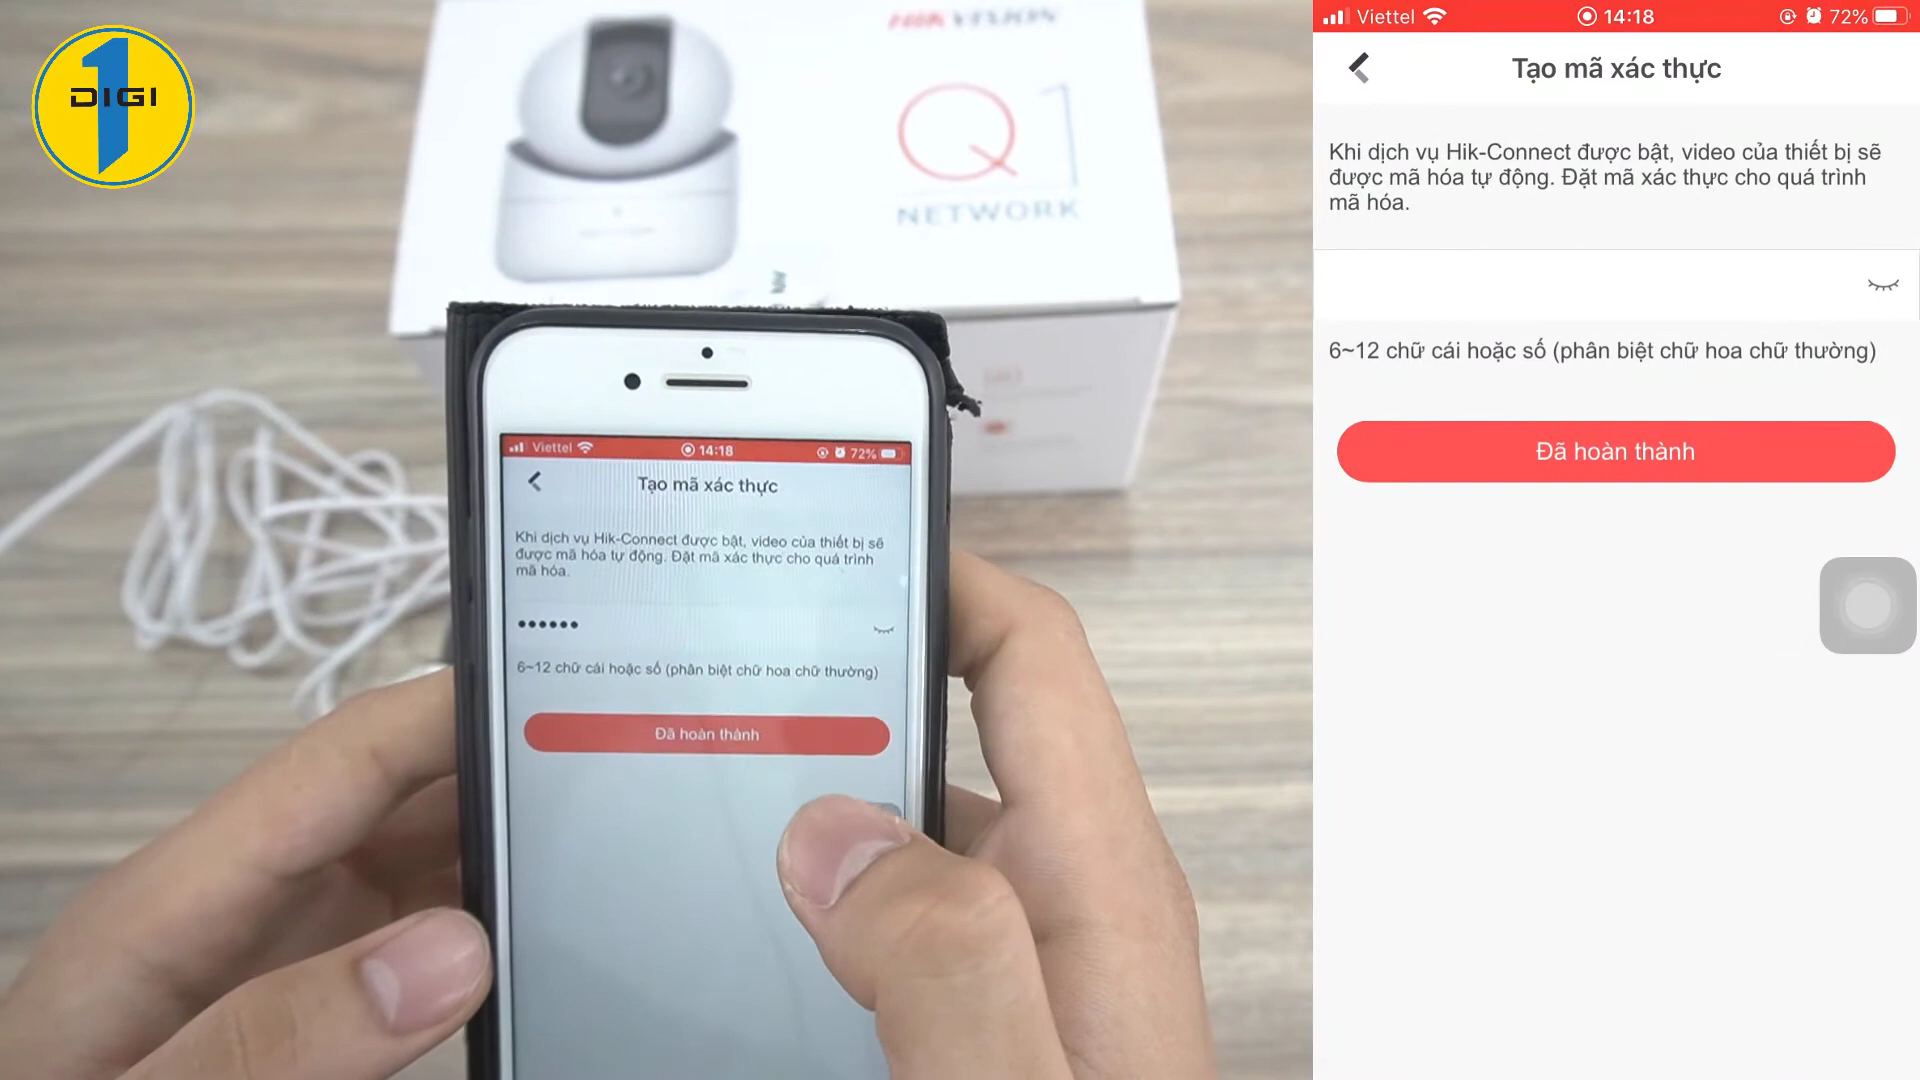 1
DIGI
HIKVISION
Q1
NETWORK
Viettel 14:18 72%
Tạo mã xác thực
Khi dịch vụ Hik-Connect được bật, video của thiết bị sẽ
được mã hóa tự động. Đặt mã xác thực cho quá trình
mã hóa.
••••••
6~12 chữ cái hoặc số (phân biệt chữ hoa chữ thường)
Đã hoàn thành
Viettel 14:18 72%
Tạo mã xác thực
Khi dịch vụ Hik-Connect được bật, video của thiết bị sẽ
được mã hóa tự động. Đặt mã xác thực cho quá trình
mã hóa.
6~12 chữ cái hoặc số (phân biệt chữ hoa chữ thường)
Đã hoàn thành